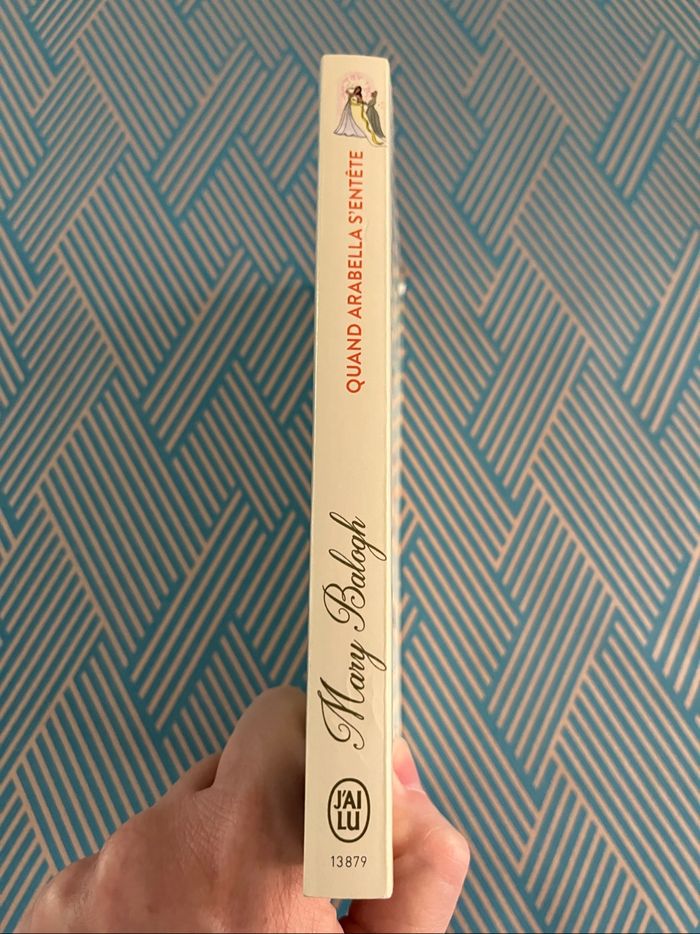 QUAND ARABELLA S'ENTÊTE
Mary Balogh
J'AI
LU
13879